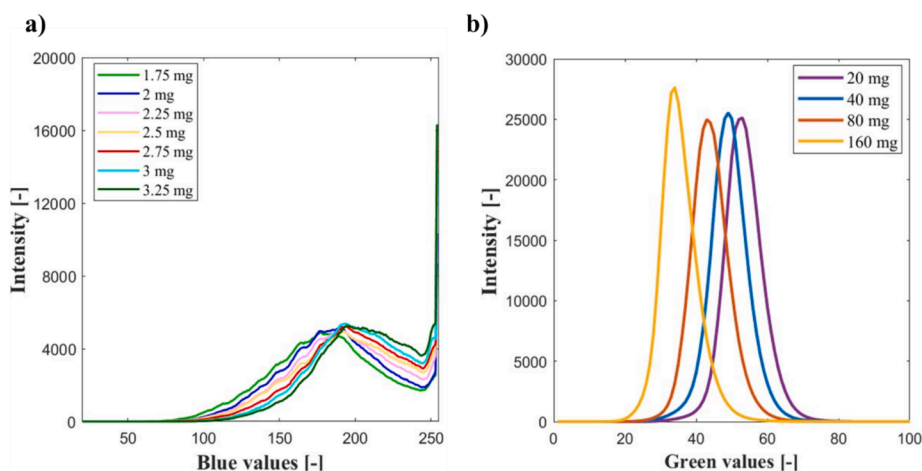 a)
20000
16000
12000
8000
4000
0
50
100
150
200
250
Intensity [-]
Blue values [-]
1.75 mg
2 mg
2.25 mg
2.5 mg
2.75 mg
3 mg
3.25 mg
b)
30000
25000
20000
15000
10000
5000
0
0
20
40
60
80
100
Intensity [-]
Green values [-]
20 mg
40 mg
80 mg
160 mg